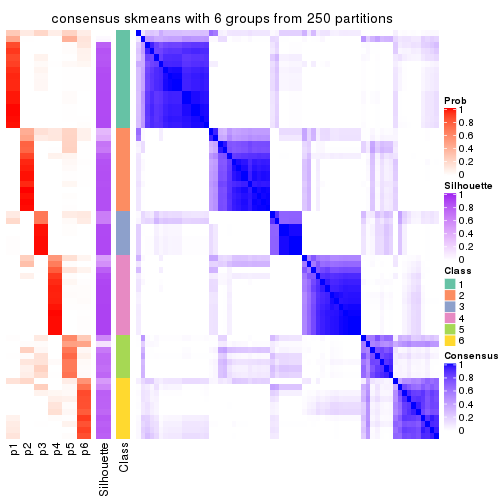 consensus skmeans with 6 groups from 250 partitions
Prob
1
0.8
0.6
0.4
0.2
0
Silhouette
1
0.8
0.6
0.4
0.2
0
Class
1
2
3
4
5
6
Consensus
1
0.8
0.6
0.4
0.2
0
p1
p2
p3
p4
p5
p6
Silhouette
Class